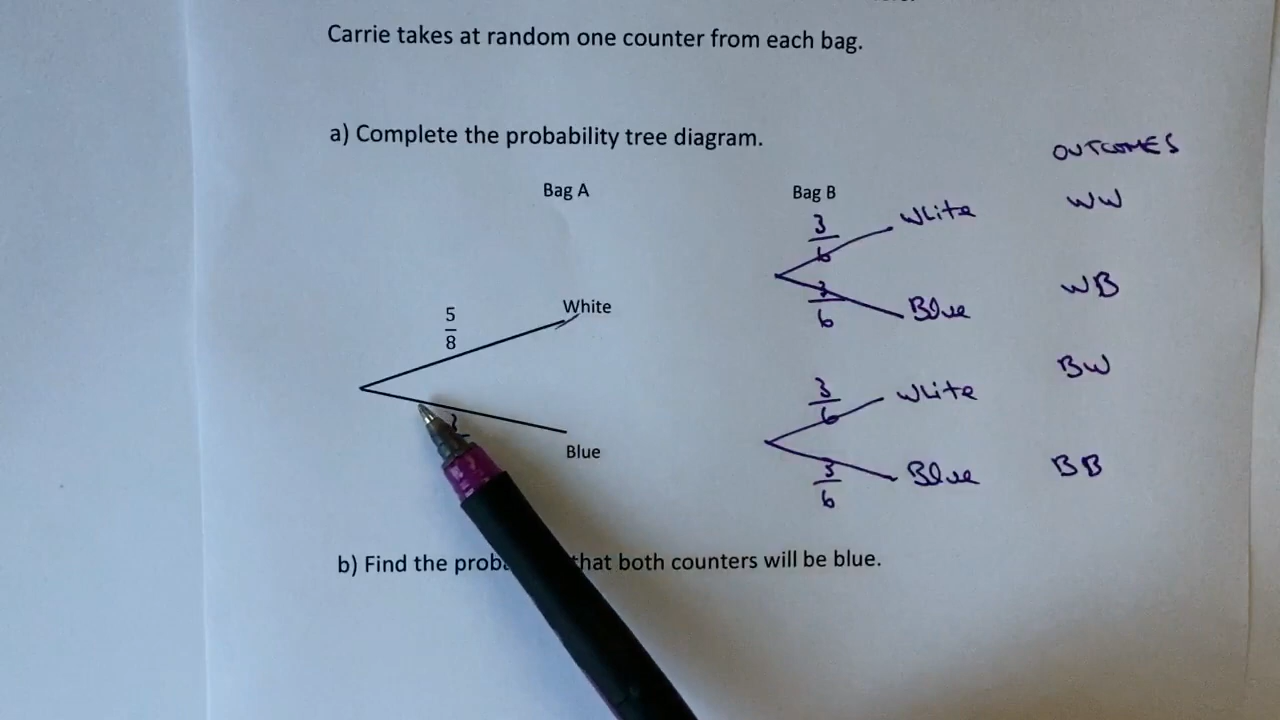 Carrie takes at random one counter from each bag.
a) Complete the probability tree diagram.
OUTCOMES
Bag A
Bag B
3
6
White
WW
3
6
Blue
WB
5
8
White
BW
3
6
White
Blue
3
6
Blue
BB
b) Find the that both counters will be blue.